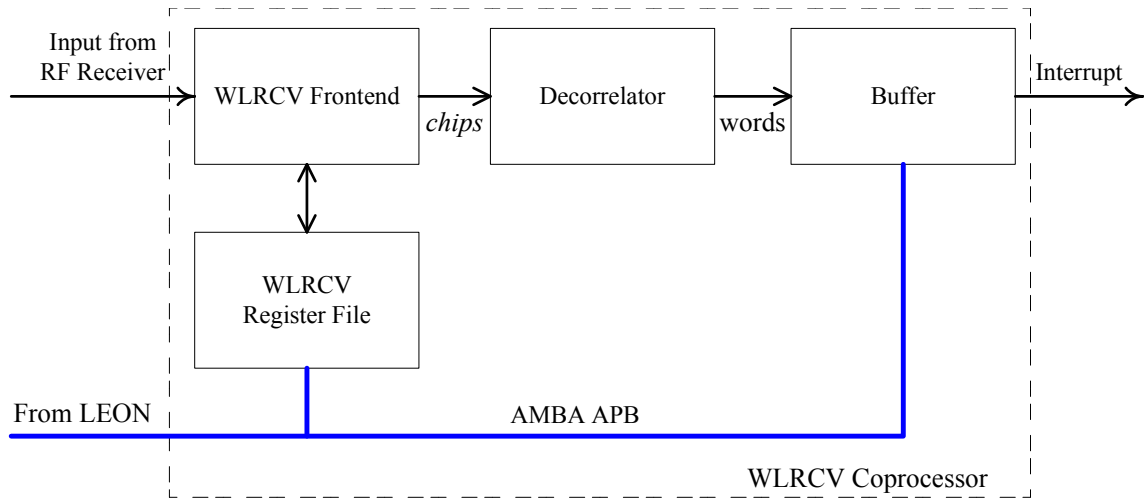 Input from
RF Receiver
WLRCV Frontend
chips
Decorrelator
words
Buffer
Interrupt
WLRCV
Register File
From LEON
AMBA APB
WLRCV Coprocessor